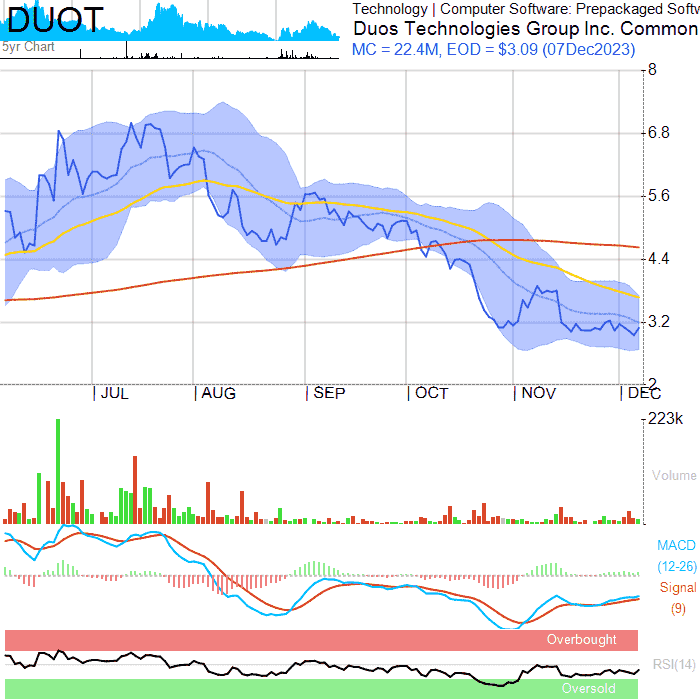 DUOT
5yr Chart
Technology | Computer Software: Prepackaged Softw
Duos Technologies Group Inc. Common
MC = 22.4M, EOD = $3.09 (07Dec2023)
8
6.8
5.6
4.4
3.2
2
JUL AUG SEP OCT NOV DEC
223k
Volume
MACD
(12-26)
Signal
(9)
Overbought
RSI(14)
Oversold